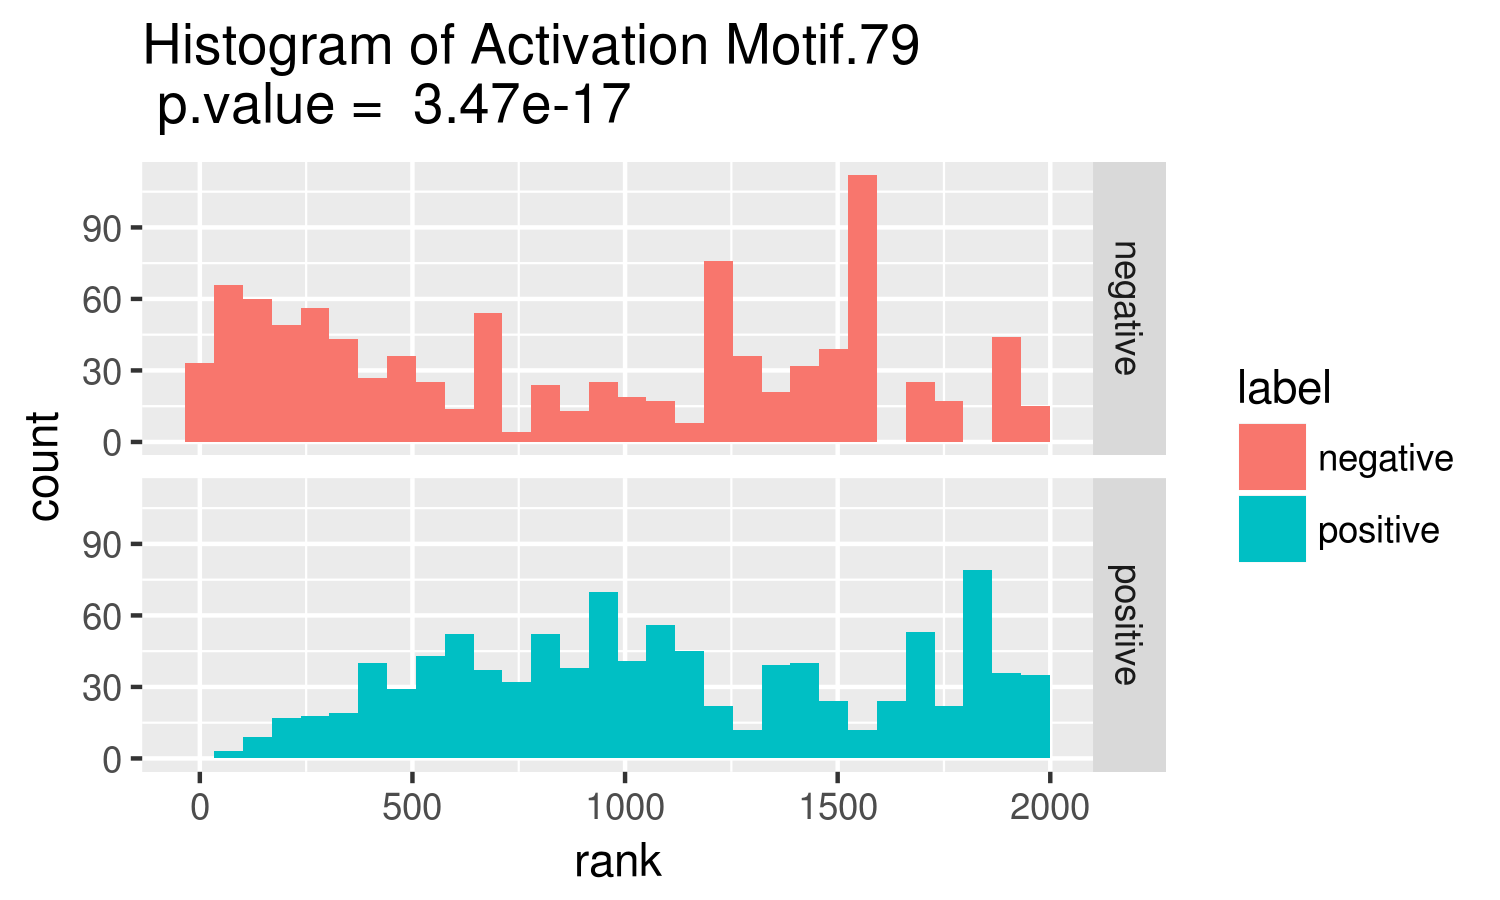 Histogram of Activation Motif.79
p.value = 3.47e-17
count
90
60
30
0
negative
90
60
30
0
positive
0 500 1000 1500 2000
rank
label
negative
positive